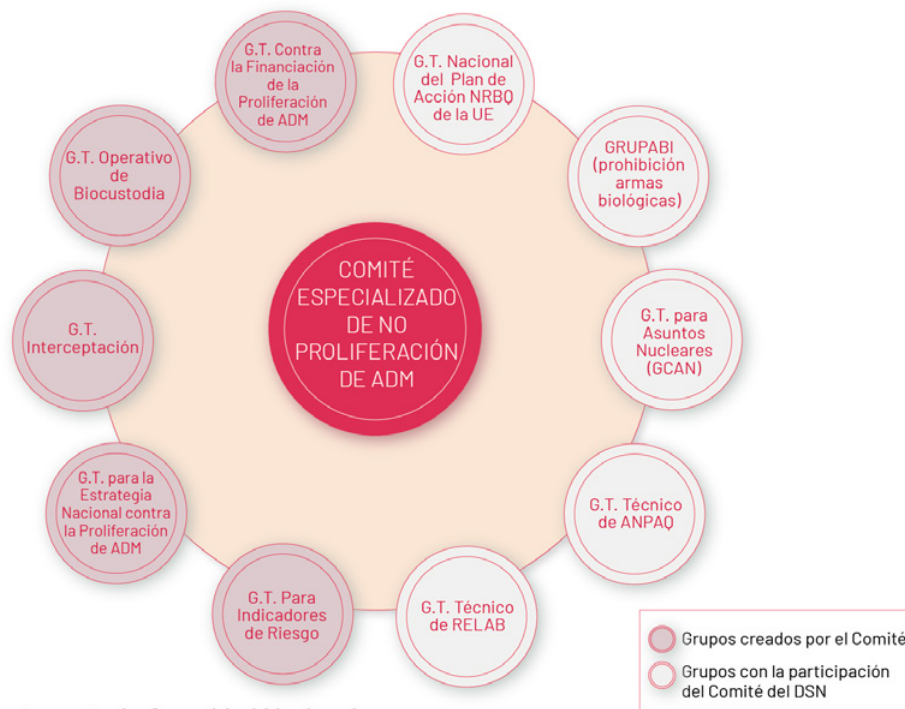 G.T. Contra
la Financiación
de la
Proliferación
de ADM
G.T. Nacional
del Plan de
Acción NRBQ
de la UE
G.T. Operativo
de
Biocustodia
GRUPABI
(prohibición
armas
biológicas)
COMITÉ
ESPECIALIZADO
DE NO
PROLIFERACIÓN
DE ADM
G.T.
Interceptación
G.T. para
Asuntos
Nucleares
(GCAN)
G.T. para la
Estrategia
Nacional contra
la Proliferación
de ADM
G.T. Técnico
de ANPAQ
G.T. Para
Indicadores
de Riesgo
G.T. Técnico
de RELAB
Grupos creados por el Comité
Grupos con la participación
del Comité del DSN